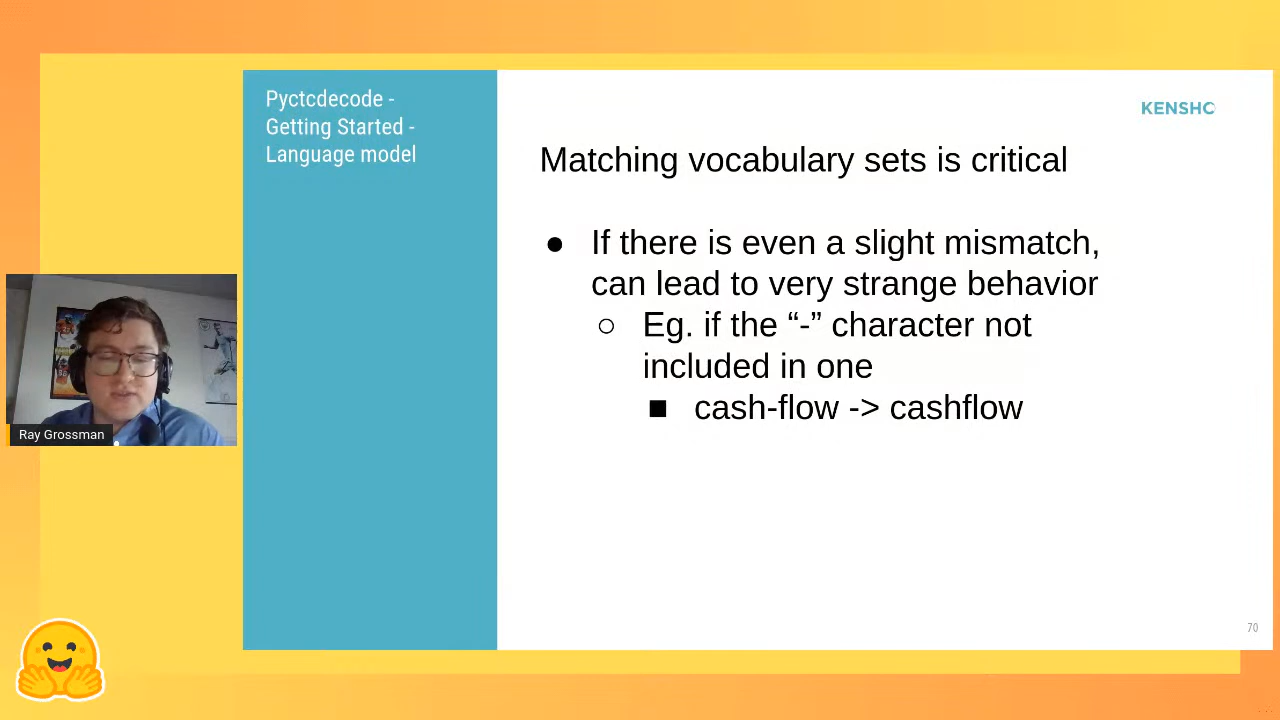 Pyctcdecode -
Getting Started -
Language model
KENSHO
Matching vocabulary sets is critical
● If there is even a slight mismatch,
can lead to very strange behavior
○ Eg. if the “-” character not
included in one
■ cash-flow -> cashflow
Ray Grossman
70